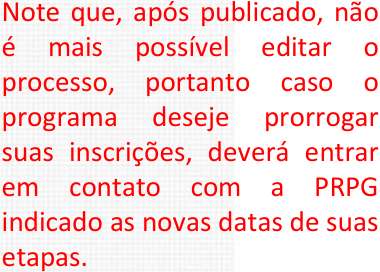 Note que, após publicado, não
é mais possível editar o
processo, portanto caso o
programa deseje prorrogar
suas inscrições, deverá entrar
em contato com a PRPG
indicado as novas datas de suas
etapas.